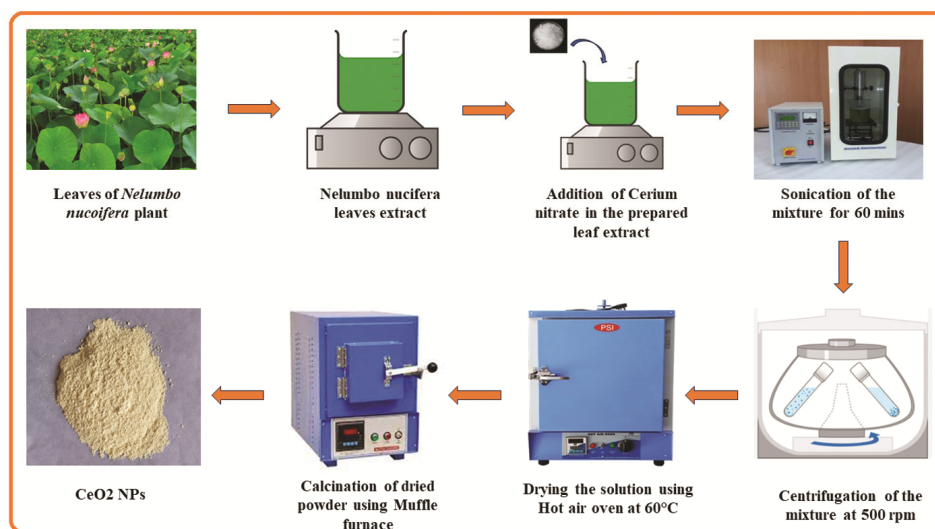 Leaves of Nelumbo
nucoifera plant
Nelumbo nucifera
leaves extract
Addition of Cerium
nitrate in the prepared
leaf extract
Sonication of the
mixture for 60 mins
CeO2 NPs
Calcination of dried
powder using Muffle
furnace
PSI
Drying the solution using
Hot air oven at 60°C
Centrifugation of the
mixture at 500 rpm